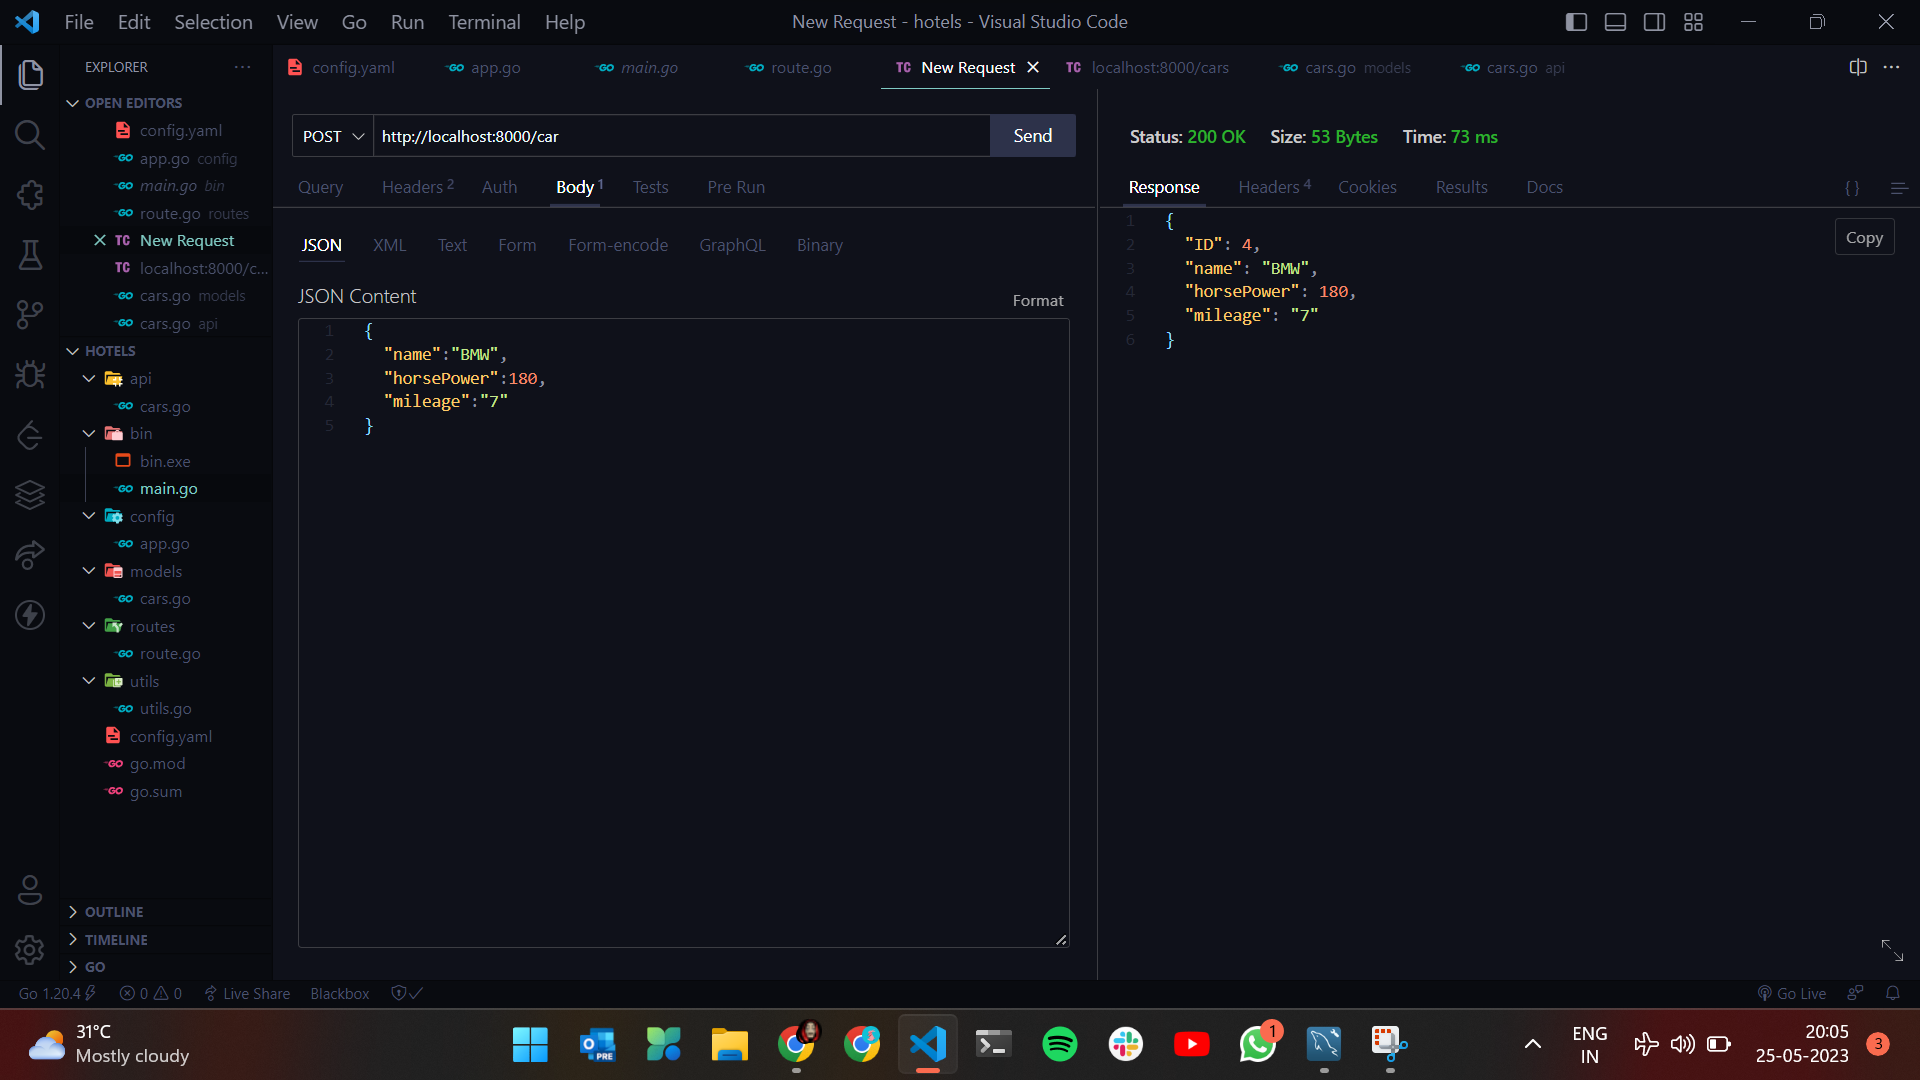 File Edit Selection View Go Run Terminal Help
New Request - hotels - Visual Studio Code
EXPLORER
OPEN EDITORS
config.yaml
app.go config
main.go bin
route.go routes
TC New Request
TC localhost:8000/c...
cars.go models
cars.go api
HOTELS
api
cars.go
bin
bin.exe
main.go
config
app.go
models
cars.go
routes
route.go
utils
utils.go
config.yaml
go.mod
go.sum
OUTLINE
TIMELINE
GO
config.yaml
app.go
main.go
route.go
TC New Request
TC localhost:8000/cars
cars.go models
cars.go api
POST http://localhost:8000/car Send
Query Headers 2 Auth Body 1 Tests Pre Run
JSON XML Text Form Form-encode GraphQL Binary
JSON Content
Format
1 {
2 "name":"BMW",
3 "horsePower":180,
4 "mileage":"7"
5 }
Status: 200 OK Size: 53 Bytes Time: 73 ms
Response Headers 4 Cookies Results Docs { }
Copy
1 {
2 "ID": 4,
3 "name": "BMW",
4 "horsePower": 180,
5 "mileage": "7"
6 }
Go 1.20.4 0 0 Live Share Blackbox
Go Live
31°C
Mostly cloudy
PRE
1
ENG
IN
20:05
25-05-2023
3